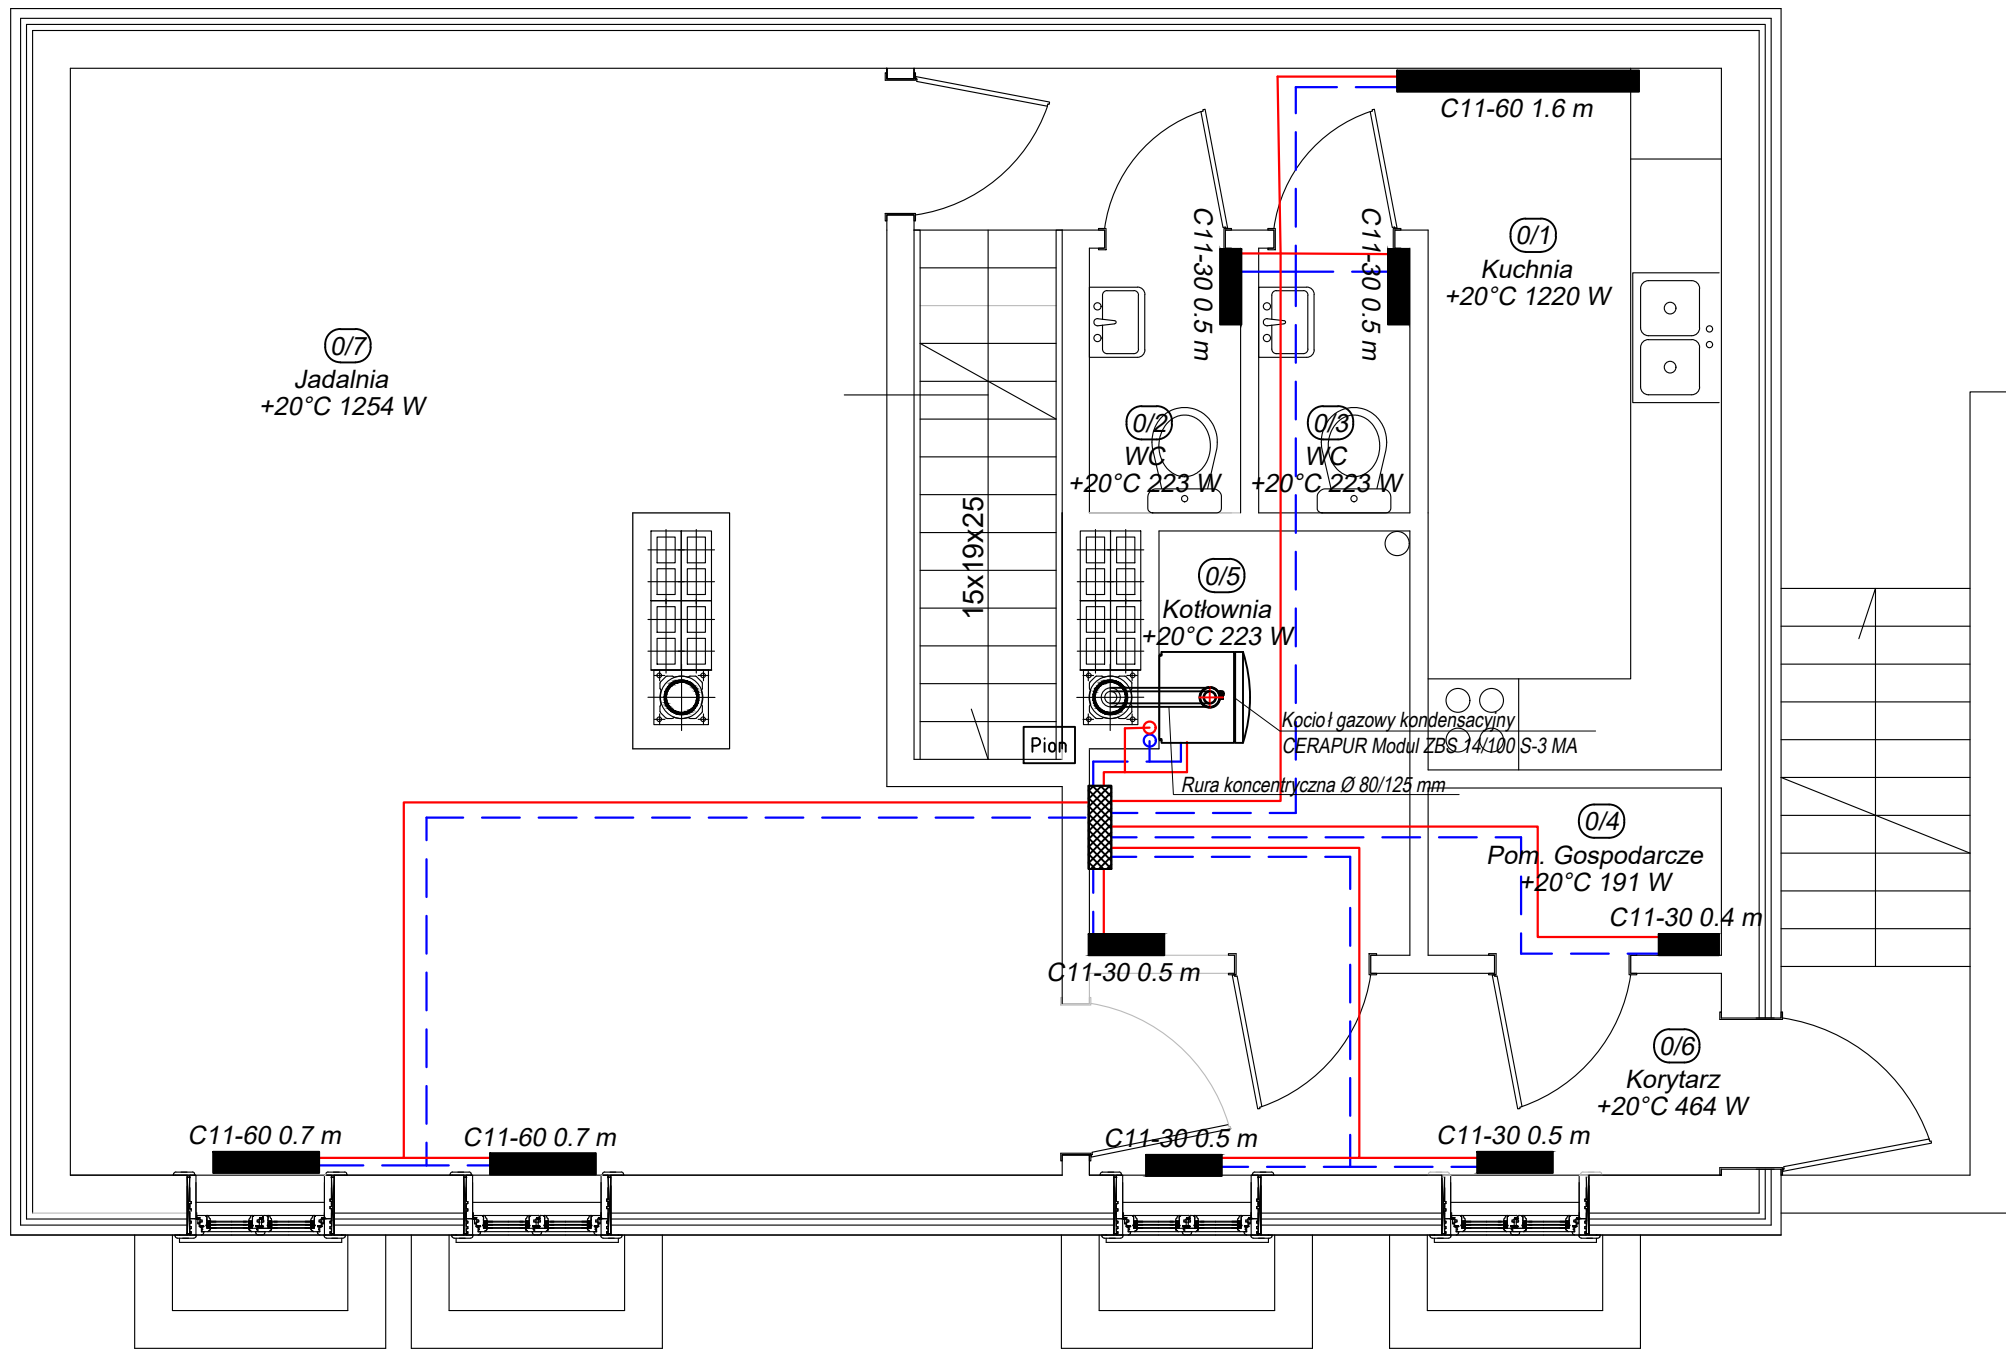 C11-60 1.6 m
C11-30 0.5 m
C11-30 0.5 m
0/1
Kuchnia
+20°C 1220 W
0/7
Jadalnia
+20°C 1254 W
0/2
WC
+20°C 223 W
0/3
WC
+20°C 223 W
15x19x25
0/5
Kotłownia
+20°C 223 W
Pion
Kocioł gazowy kondensacyjny
CERAPUR Modul ZBS 14/100 S-3 MA
Rura koncentryczna Ø 80/125 mm
0/4
Pom. Gospodarcze
+20°C 191 W
C11-30 0.4 m
C11-30 0.5 m
0/6
Korytarz
+20°C 464 W
C11-60 0.7 m
C11-60 0.7 m
C11-30 0.5 m
C11-30 0.5 m